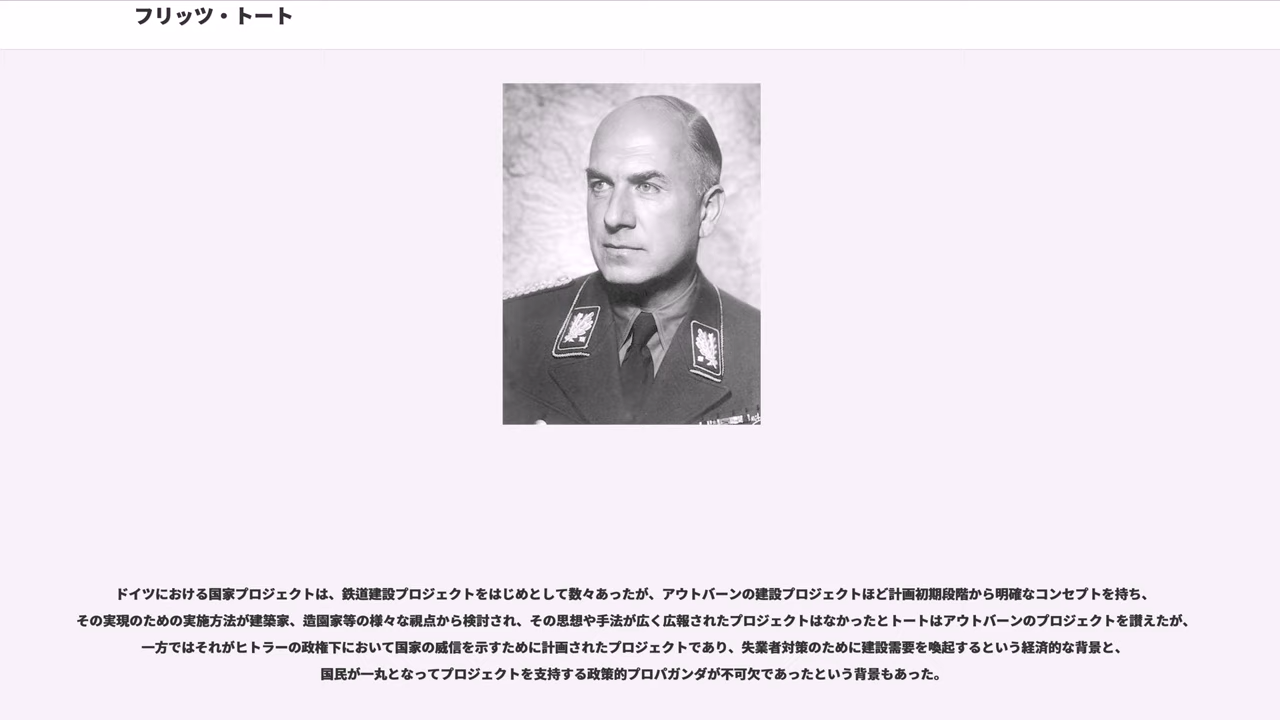 フリッツ・トート
ドイツにおける国家プロジェクトは、鉄道建設プロジェクトをはじめとして数々あったが、アウトバーンの建設プロジェクトほど計画初期段階から明確なコンセプトを持ち、
その実現のための実施方法が建築家、造園家等の様々な視点から検討され、その思想や手法が広く広報されたプロジェクトはなかったとトートはアウトバーンのプロジェクトを讃えたが、
一方ではそれがヒトラーの政権下において国家の威信を示すために計画されたプロジェクトであり、失業者対策のために建設需要を喚起するという経済的な背景と、
国民が一丸となってプロジェクトを支持する政策的プロパガンダが不可欠であったという背景もあった。